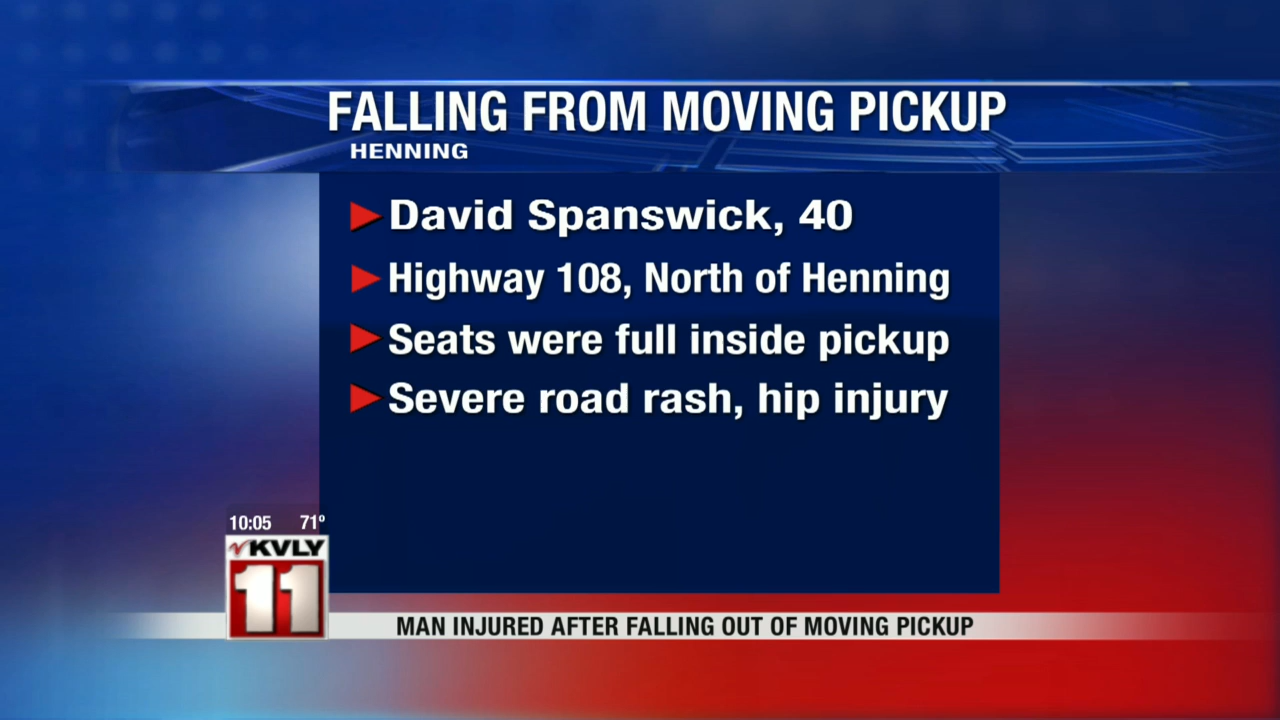 FALLING FROM MOVING PICKUP
HENNING
David Spanswick, 40
Highway 108, North of Henning
Seats were full inside pickup
Severe road rash, hip injury
10:05 71º
KVLY
11
MAN INJURED AFTER FALLING OUT OF MOVING PICKUP